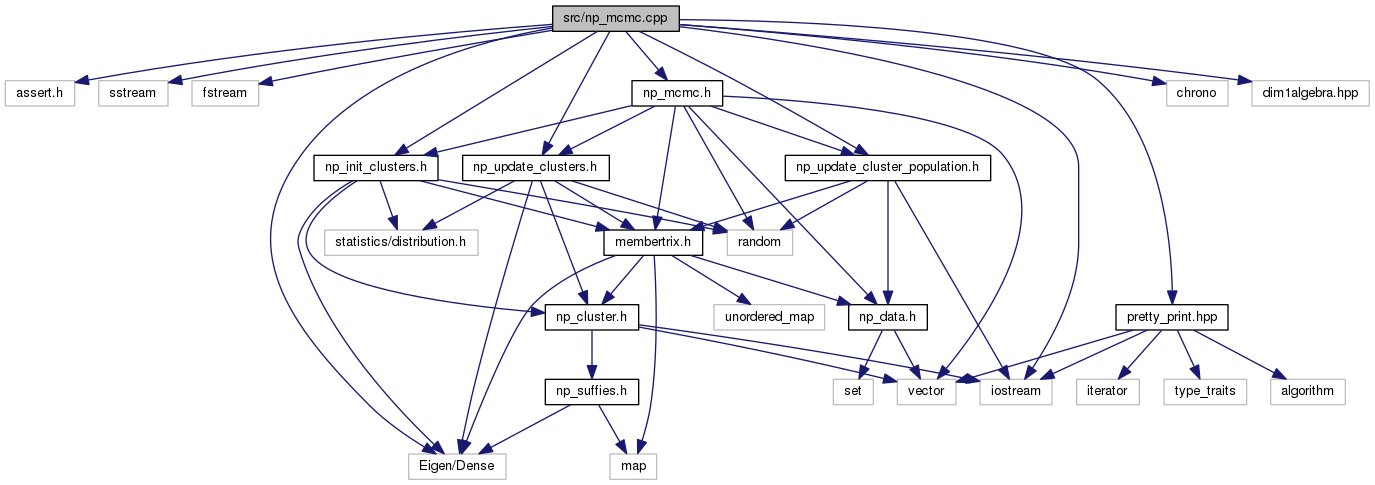 src/np_mcmc.cpp
assert.h
sstream
fstream
np_mcmc.h
chrono
dim1algebra.hpp
np_init_clusters.h
np_update_clusters.h
np_update_cluster_population.h
statistics/distribution.h
membertrix.h
random
np_cluster.h
unordered_map
np_data.h
pretty_print.hpp
np_suffies.h
set
vector
iostream
iterator
type_traits
algorithm
Eigen/Dense
map